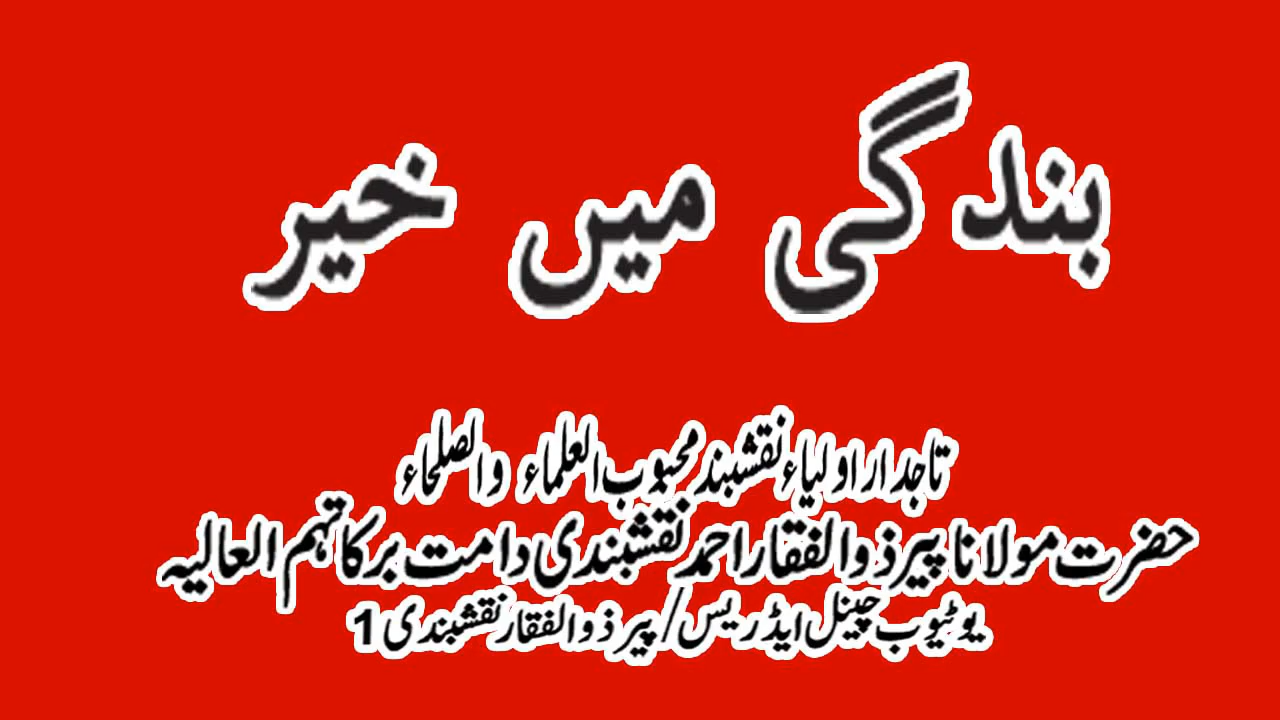 بندگی میں خیر
تاجدار اولیاء نقشبند محبوب العلماء والصلحاء
حضرت مولانا پیر ذوالفقار احمد نقشبندی دامت برکاتہم العالیہ
یوٹیوب چینل ایڈریس/ پیر ذوالفقار نقشبندی 1